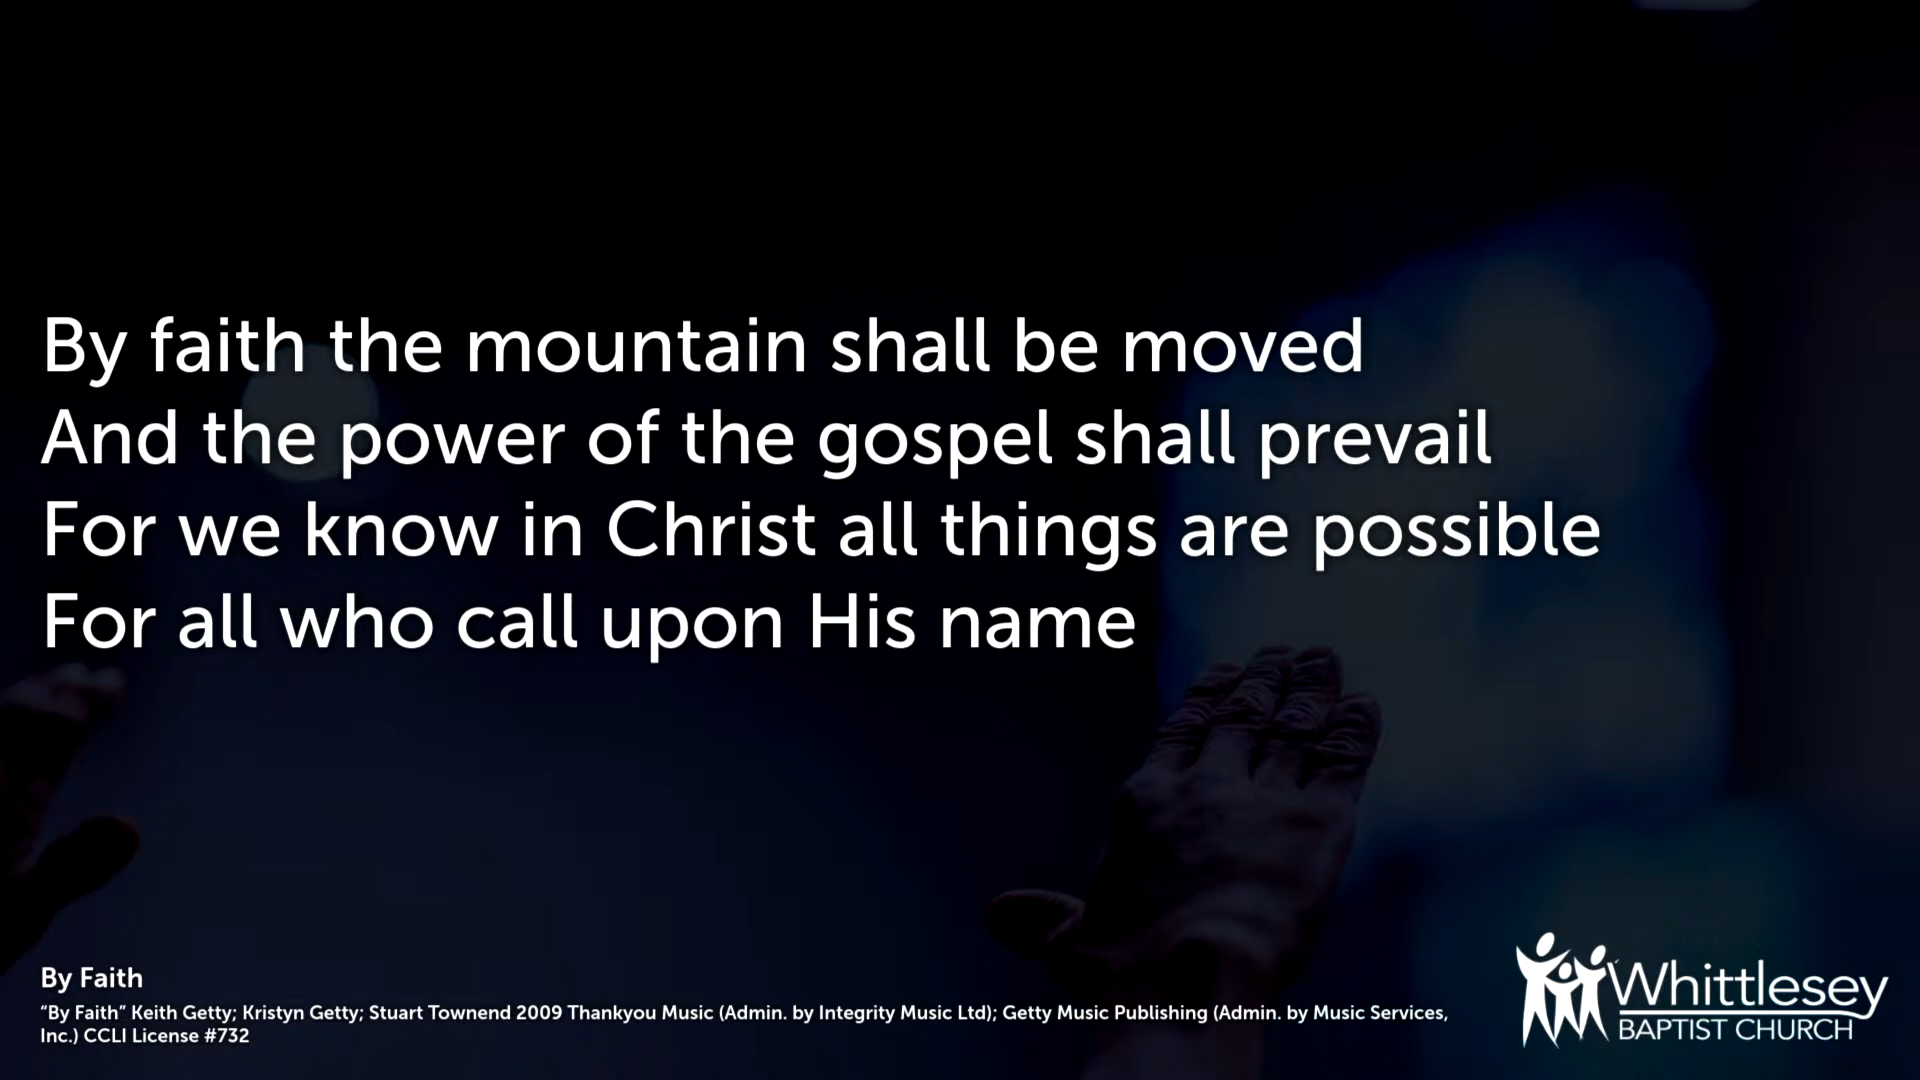 By faith the mountain shall be moved
And the power of the gospel shall prevail
For we know in Christ all things are possible
For all who call upon His name
By Faith
“By Faith” Keith Getty; Kristyn Getty; Stuart Townend 2009 Thankyou Music (Admin. by Integrity Music Ltd); Getty Music Publishing (Admin. by Music Services,
Inc.) CCLI License #732
Whittlesey
BAPTIST CHURCH